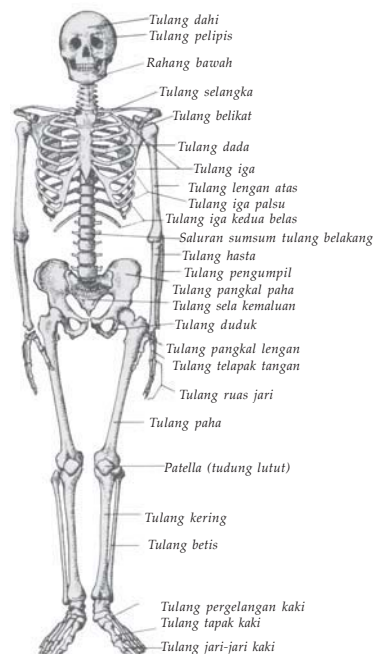 Tulang dahi
Tulang pelipis
Rahang bawah
Tulang selangka
Tulang belikat
Tulang dada
Tulang iga
Tulang lengan atas
Tulang iga palsu
Tulang iga kedua belas
Saluran sumsum tulang belakang
Tulang hasta
Tulang pengumpil
Tulang pangkal paha
Tulang sela kemaluan
Tulang duduk
Tulang pangkal lengan
Tulang telapak tangan
Tulang ruas jari
Tulang paha
Patella (tudung lutut)
Tulang kering
Tulang betis
Tulang pergelangan kaki
Tulang tapak kaki
Tulang jari-jari kaki